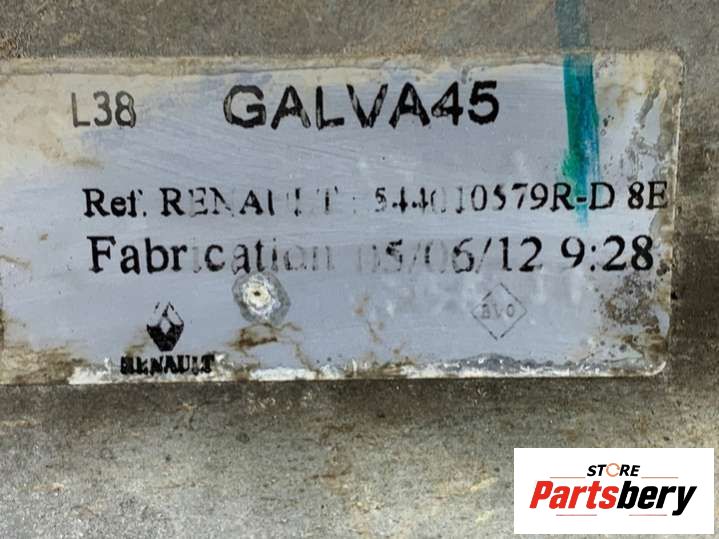 L38 GALVA45
Ref. RENAULT : 544010579R-D 8E
Fabrication 05/06/12 9:28
RENAULT
STORE
Partsbery